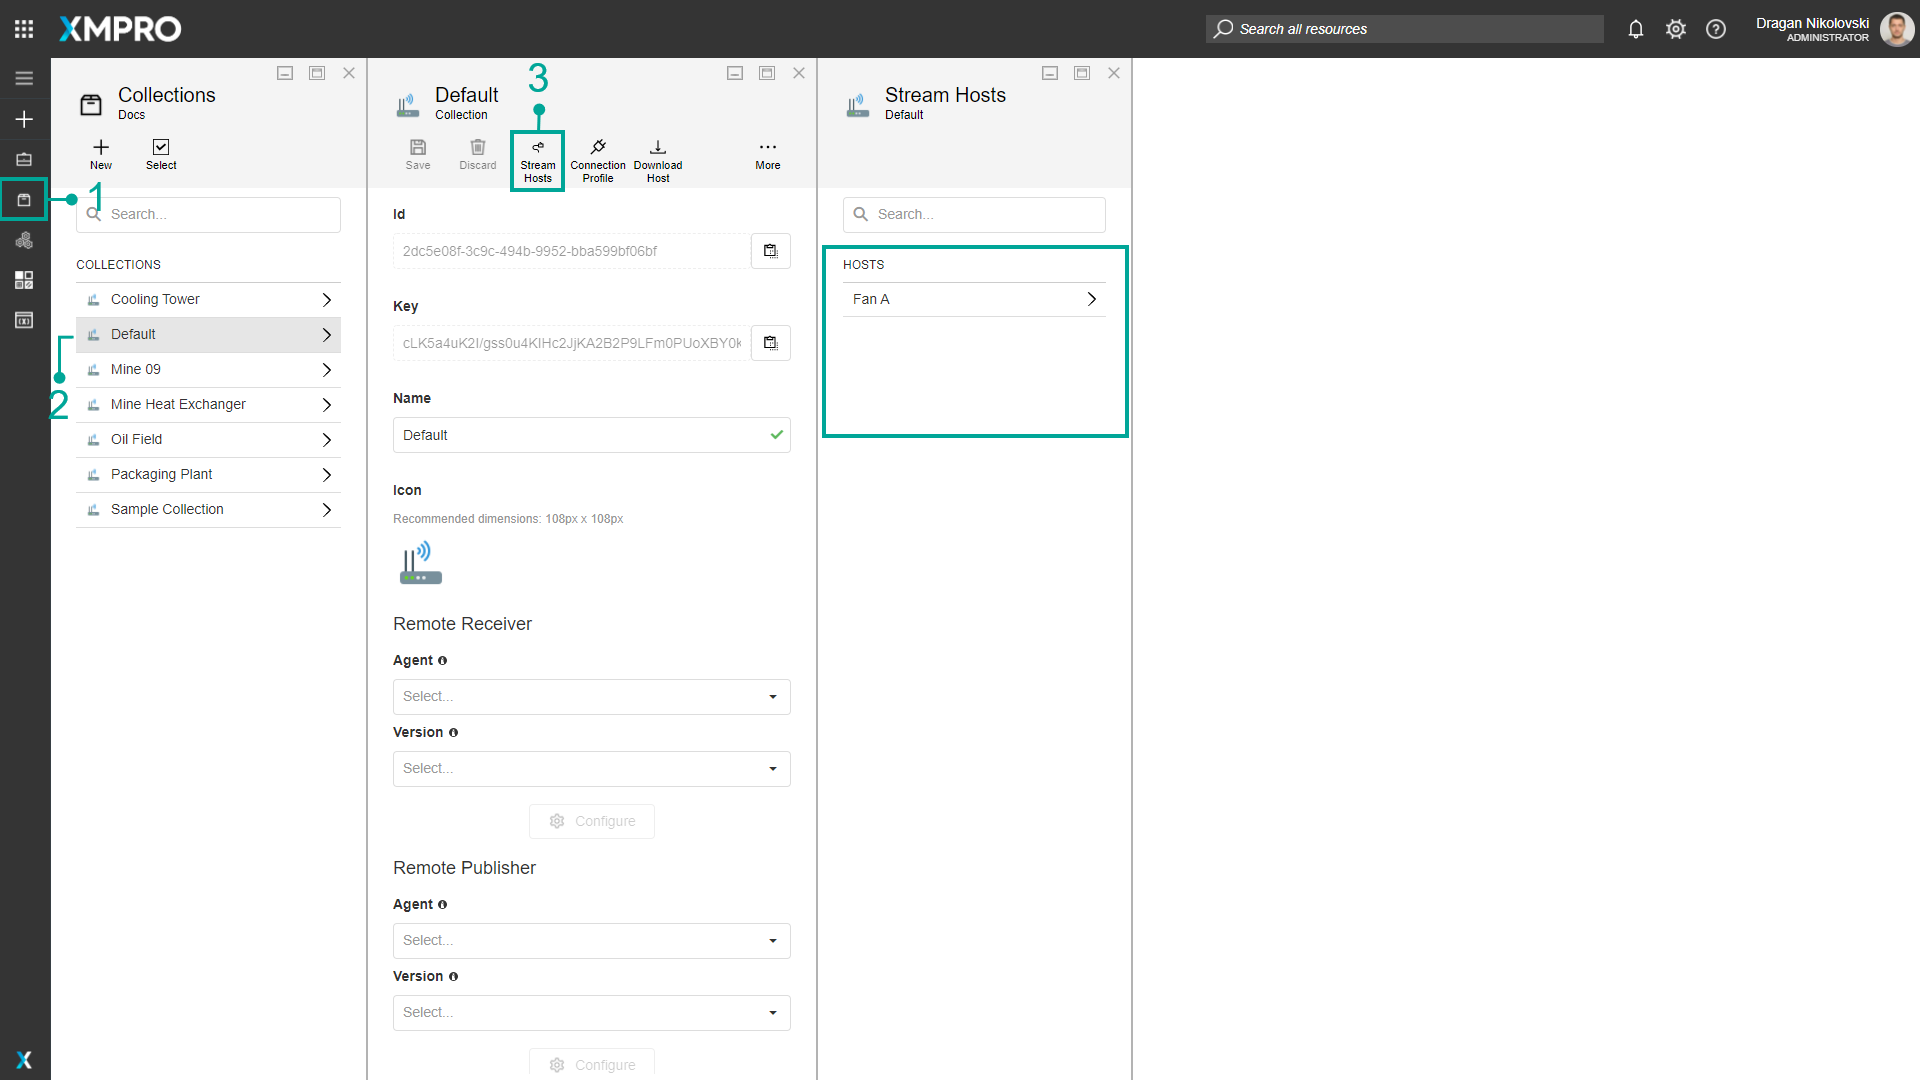 XMPRO
Search all resources
Dragan Nikolovski
ADMINISTRATOR
Collections
Docs
New
Select
1
Search...
COLLECTIONS
Cooling Tower
Default
Mine 09
2
Mine Heat Exchanger
Oil Field
Packaging Plant
Sample Collection
3
Default
Collection
Save
Discard
Stream Hosts
Connection Profile
Download Host
More
Id
2dc5e08f-3c9c-494b-9952-bba599bf06bf
Key
cLK5a4uK2I/gss0u4KIHc2JjKA2B2P9LFm0PUoXBY0k
Name
Default
Icon
Recommended dimensions: 108px x 108px
Remote Receiver
Agent
Select...
Version
Select...
Configure
Remote Publisher
Agent
Select...
Version
Select...
Configure
Stream Hosts
Default
Search...
HOSTS
Fan A
X